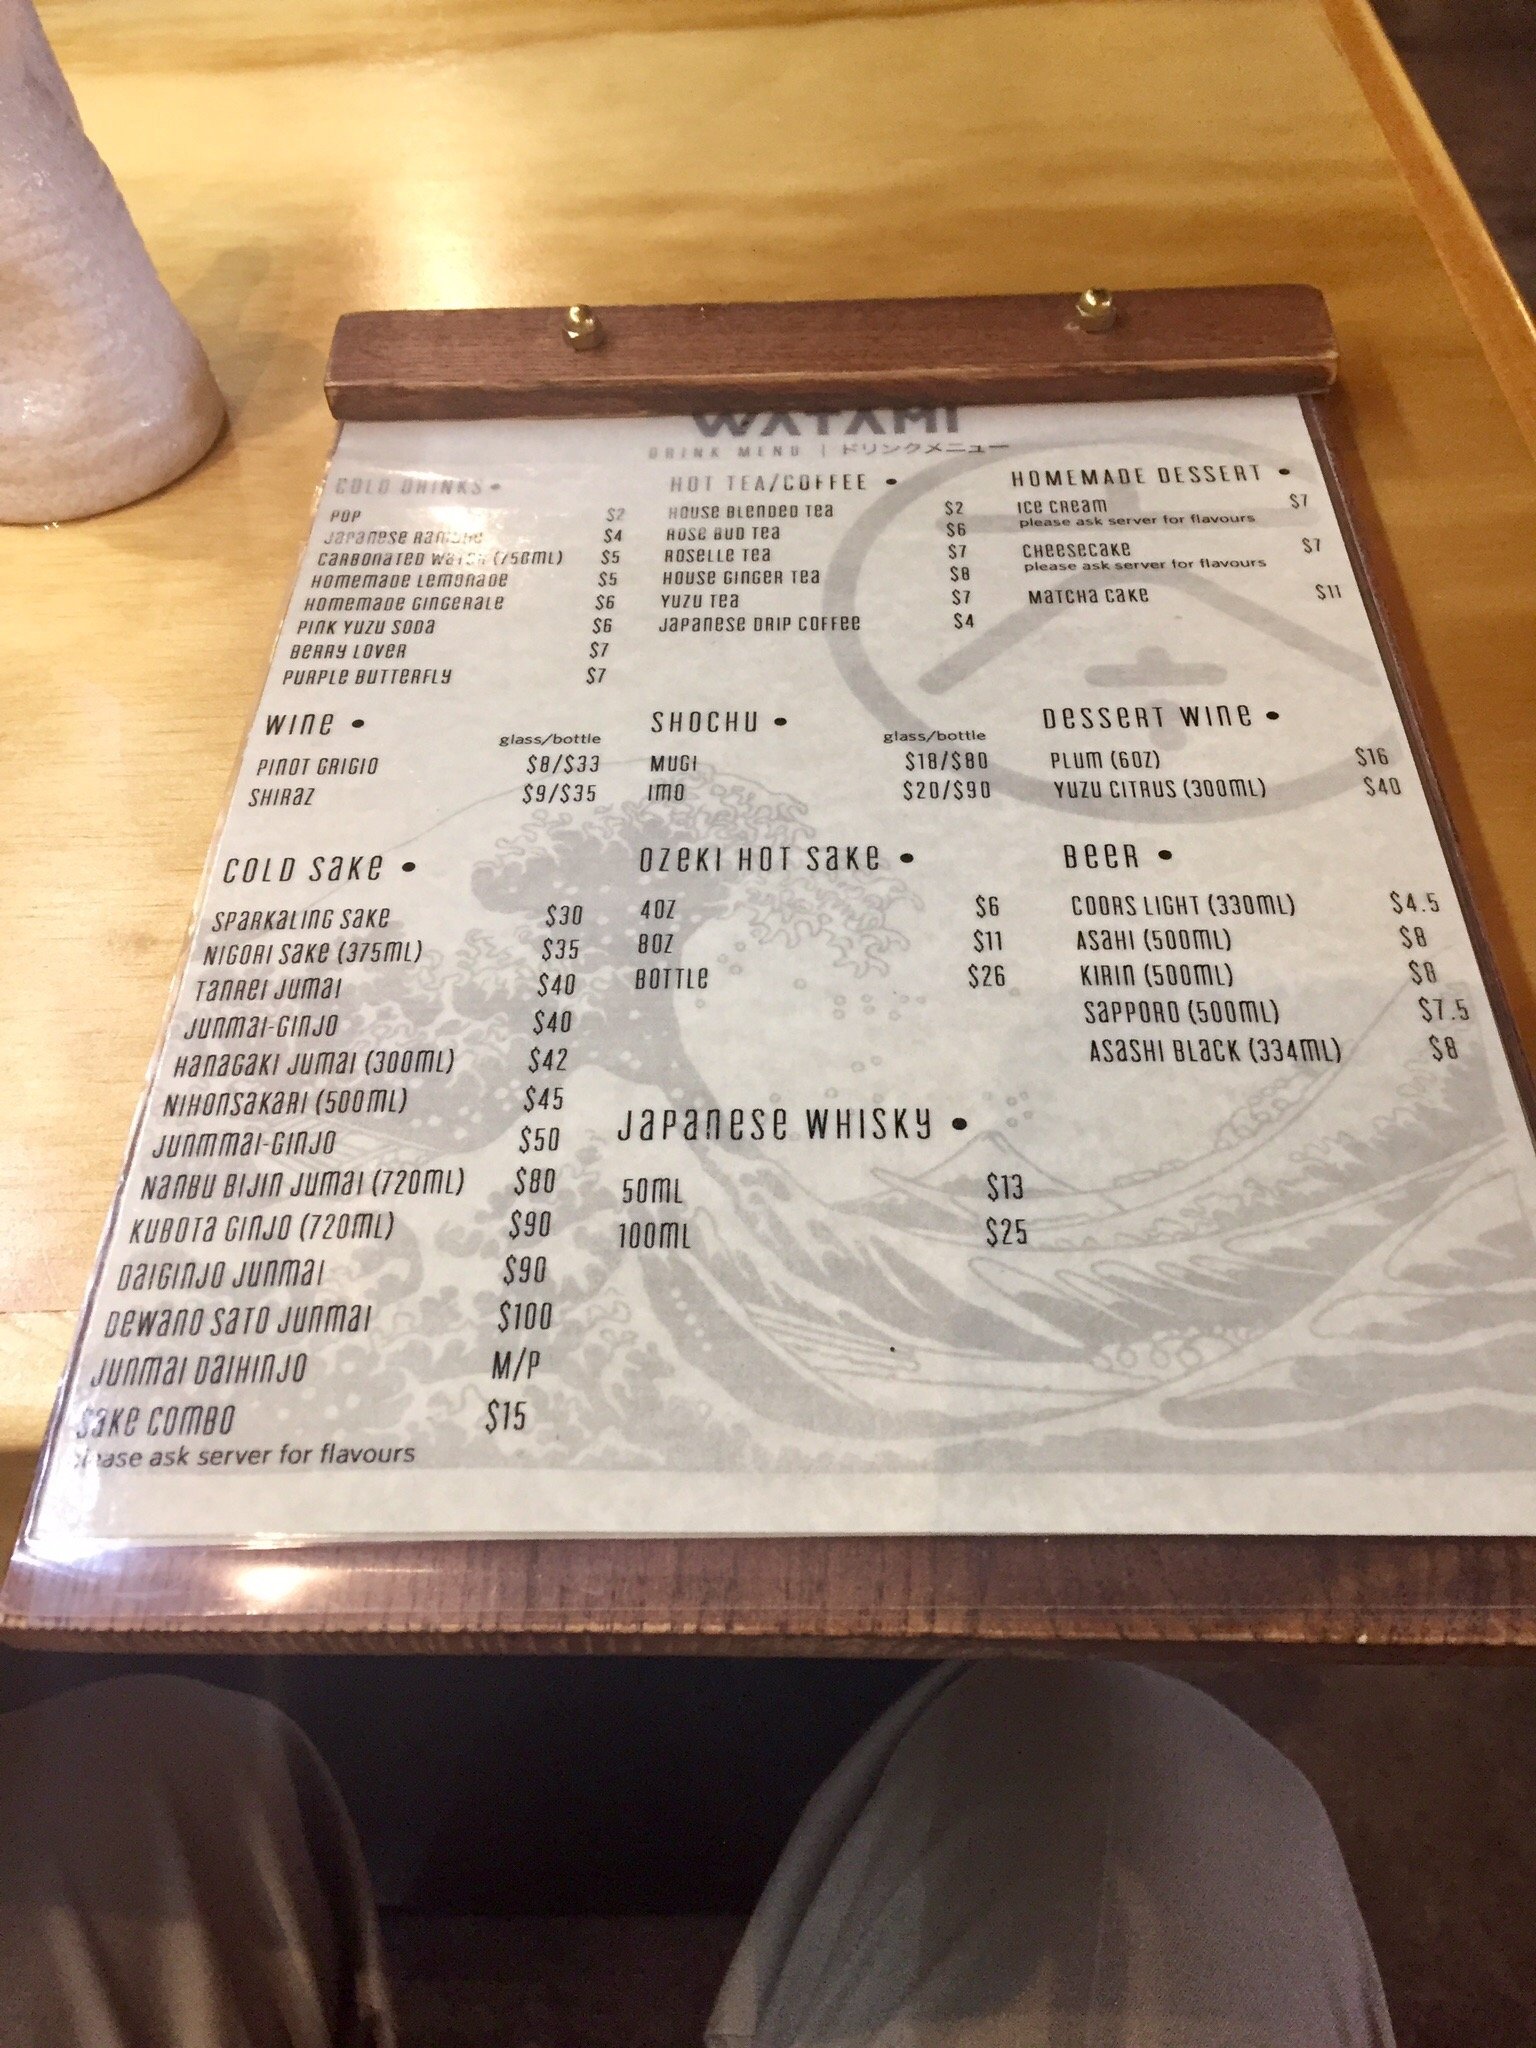 WATAMI
DRINK MENU | ドリンクメニュー
COLD DRINKS •
POP $2
JAPANESE $4
CARBONATED WATER (750ML) $5
HOMEMADE LEMONADE $5
HOMEMADE GINGERALE $6
PINK YUZU SODA $6
BERRY LOVER $7
PURPLE BUTTERFLY $7
HOT TEA/COFFEE •
HOUSE BLENDED TEA $2
ROSE BUD TEA $6
ROSELLE TEA $7
HOUSE GINGER TEA $8
YUZU TEA $7
JAPANESE DRIP COFFEE $4
HOMEMADE DESSERT •
ICE CREAM $7
please ask server for flavours
CHEESECAKE $7
please ask server for flavours
MATCHA CAKE $11
WINE •
glass/bottle
PINOT GRIGIO $8/$33
SHIRAZ $9/$35
SHOCHU •
glass/bottle
MUGI $18/$80
IMO $20/$90
DESSERT WINE •
PLUM (6OZ) $16
YUZU CITRUS (300ML) $40
COLD SAKE •
SPARKALING SAKE $30
NIGORI SAKE (375ML) $35
TANREI JUMAI $40
JUNMAI-GINJO $40
HANAGAKI JUMAI (300ML) $42
NIHONSAKARI (500ML) $45
JUNMMAI-GINJO $50
NANBU BIJIN JUMAI (720ML) $80
KUBOTA GINJO (720ML) $90
DAIGINJO JUNMAI $90
DEWANO SATO JUNMAI $100
JUNMAI DAIHINJO M/P
SAKE COMBO $15
please ask server for flavours
OZEKI HOT SAKE •
4OZ $6
8OZ $11
BOTTLE $26
JAPANESE WHISKY •
50ML $13
100ML $25
BEER •
COORS LIGHT (330ML) $4.5
ASAHI (500ML) $8
KIRIN (500ML) $8
SAPPORO (500ML) $7.5
ASASHI BLACK (334ML) $8